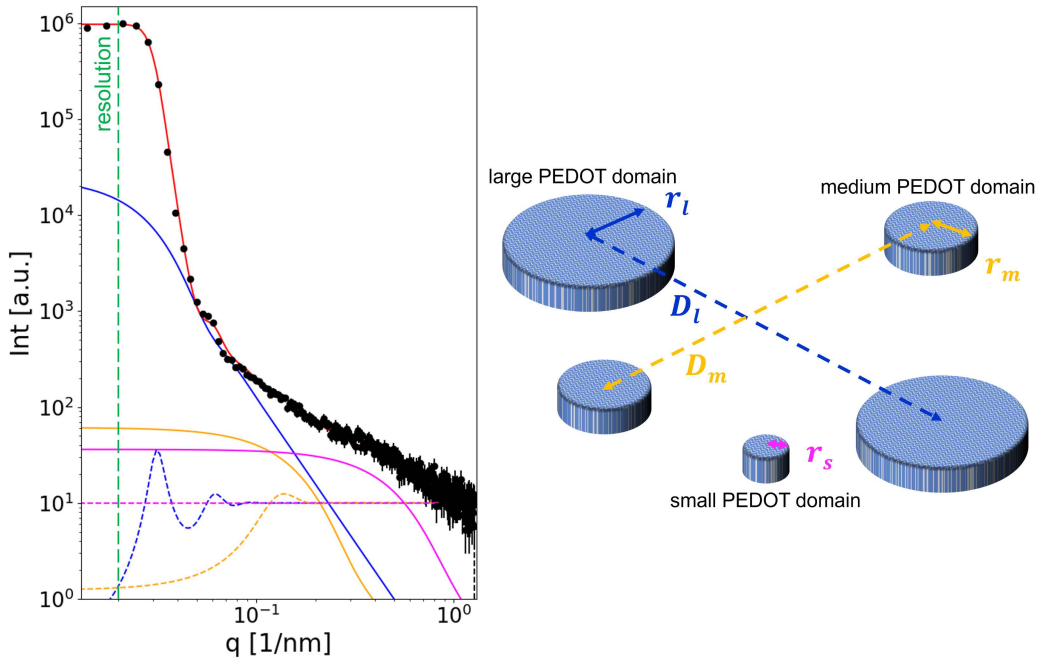 10⁶
10⁵
10⁴
10³
10²
10¹
10⁰
Int [a.u.]
resolution
10⁻¹
10⁰
q [1/nm]
large PEDOT domain
r_l
medium PEDOT domain
r_m
D_l
D_m
r_s
small PEDOT domain